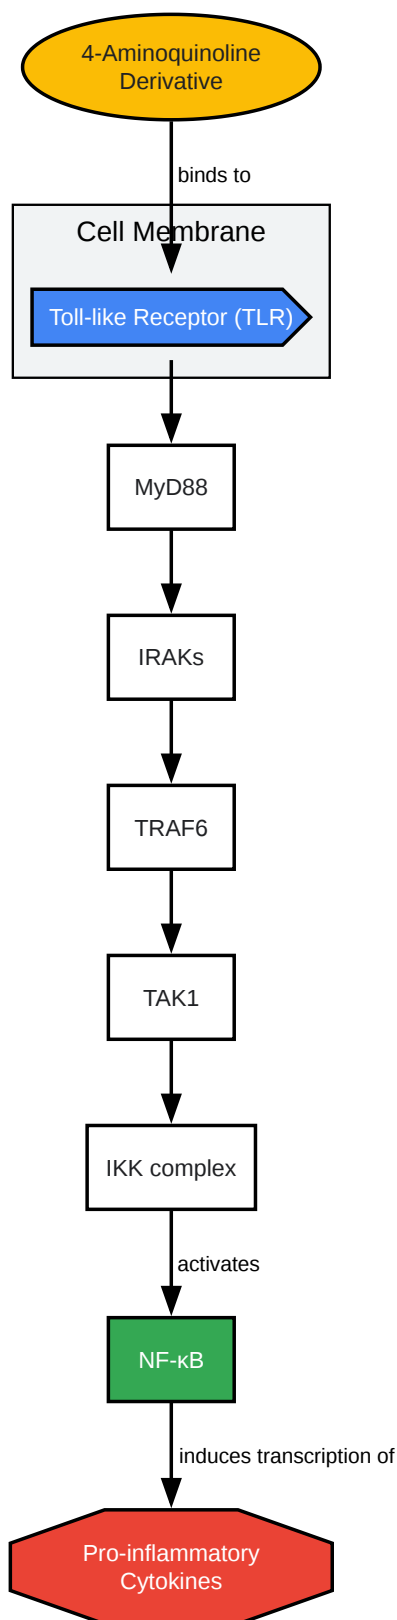 4-Aminoquinoline
Derivative
binds to
Cell Membrane
Toll-like Receptor (TLR)
MyD88
IRAKs
TRAF6
TAK1
IKK complex
activates
NF-κB
induces transcription of
Pro-inflammatory
Cytokines